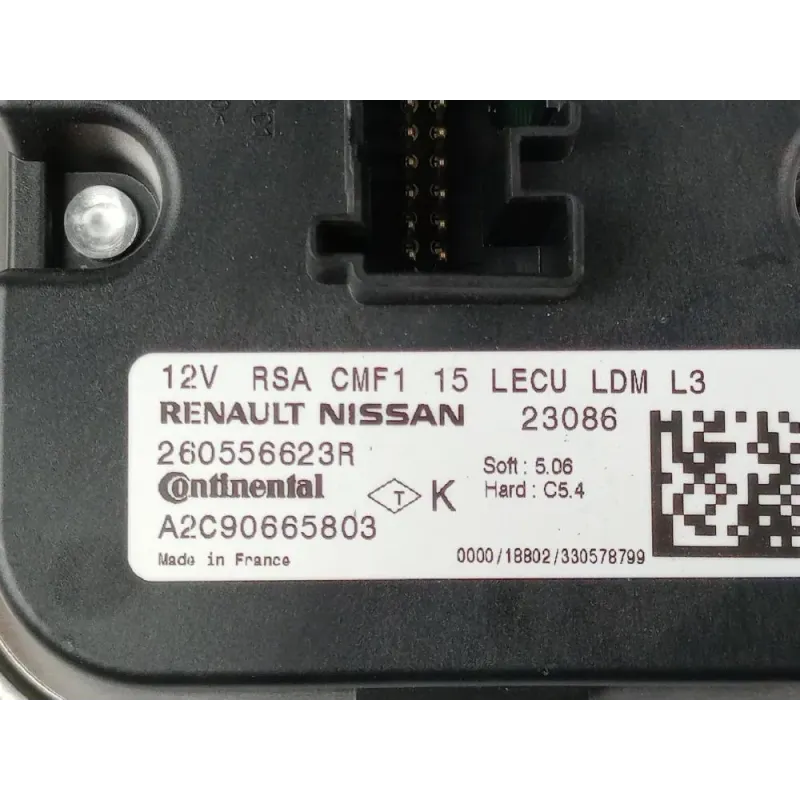 12V RSA CMF1 15 LECU LDM L3
RENAULT NISSAN 23086
260556623R
Soft : 5.06
Continental T K Hard : C5.4
A2C90665803
Made in France 0000/18802/330578799